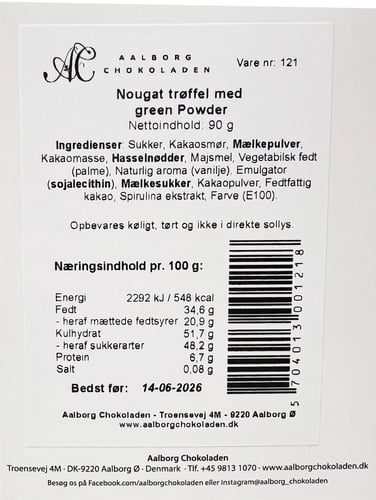 AC AALBORG
CHOKOLADEN
Vare nr: 121
Nougat trøffel med
green Powder
Nettoindhold: 90 g
Ingredienser: Sukker, Kakaosmør, Mælkepulver,
Kakaomasse, Hasselnødder, Majsmel, Vegetabilsk fedt
(palme), Naturlig aroma (vanilje). Emulgator
(sojalecithin), Mælkesukker, Kakaopulver, Fedtfattig
kakao, Spirulina ekstrakt, Farve (E100).
Opbevares køligt, tørt og ikke i direkte sollys.
Næringsindhold pr. 100 g:
Energi 2292 kJ / 548 kcal
Fedt 34,6 g
- heraf mættede fedtsyrer 20,9 g
Kulhydrat 51,7 g
- heraf sukkerarter 48,2 g
Protein 6,7 g
Salt 0,08 g
Bedst før: 14-06-2026
5 704013 001218
Aalborg Chokoladen - Troensevej 4M - 9220 Aalborg Ø
www.aalborgchokoladen.dk
Aalborg Chokoladen
Troensevej 4M · DK-9220 Aalborg Ø · Denmark · Tlf. +45 9813 1070 · www.aalborgchokoladen.dk
Besøg os på Facebook.com/aalborgchokoladen eller Instagram@aalborg_chokoladen